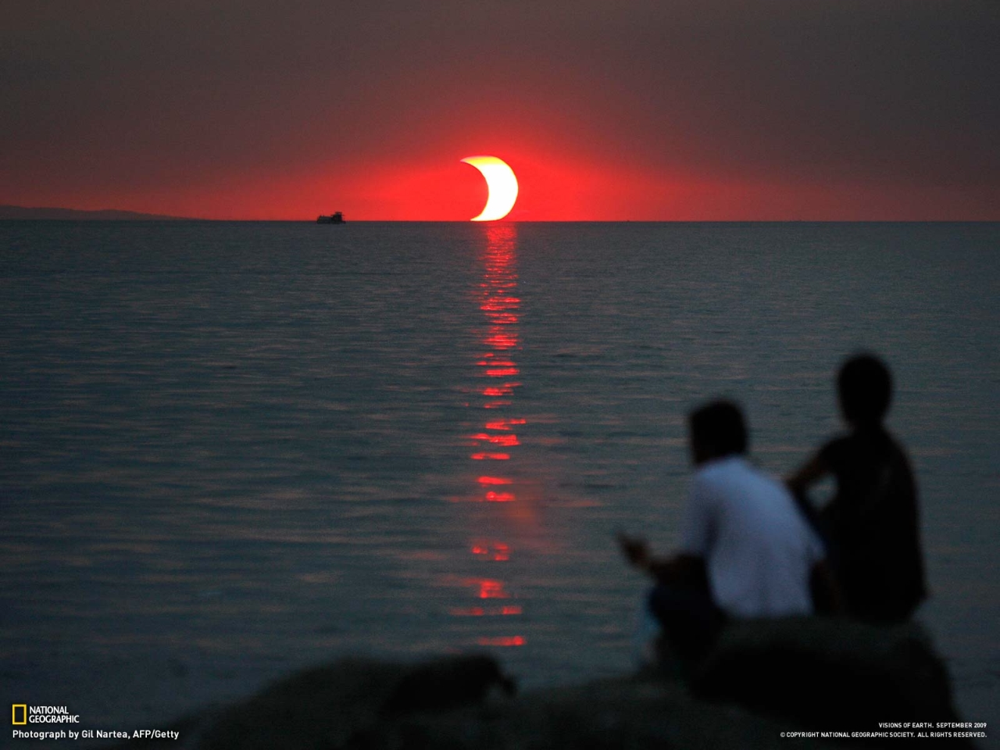 NATIONAL
GEOGRAPHIC
Photograph by Gil Nartea, AFP/Getty
VISIONS OF EARTH. SEPTEMBER 2009
© COPYRIGHT NATIONAL GEOGRAPHIC SOCIETY. ALL RIGHTS RESERVED.